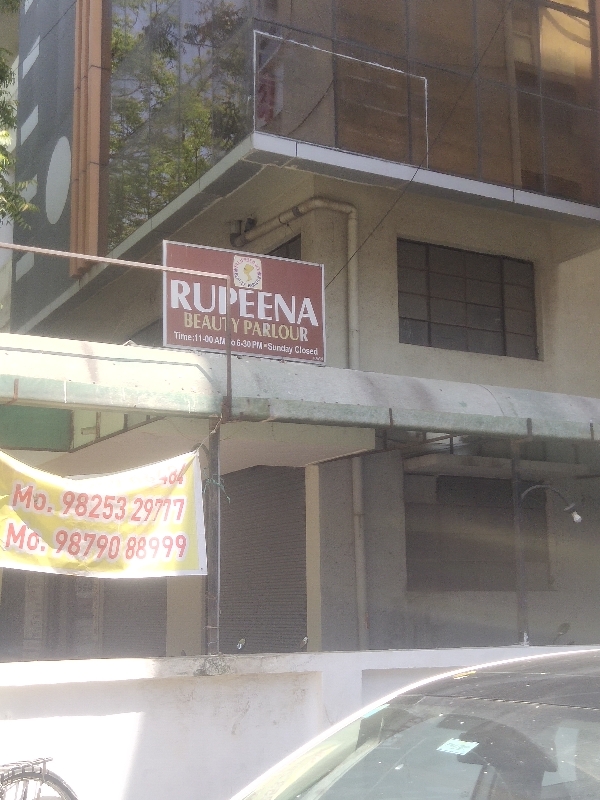 RUPEENA
BEAUTY PARLOUR
Time:11-00 AM to 6-30 PM • Sunday Closed
Mo. 98253 29777
Mo. 98790 88999